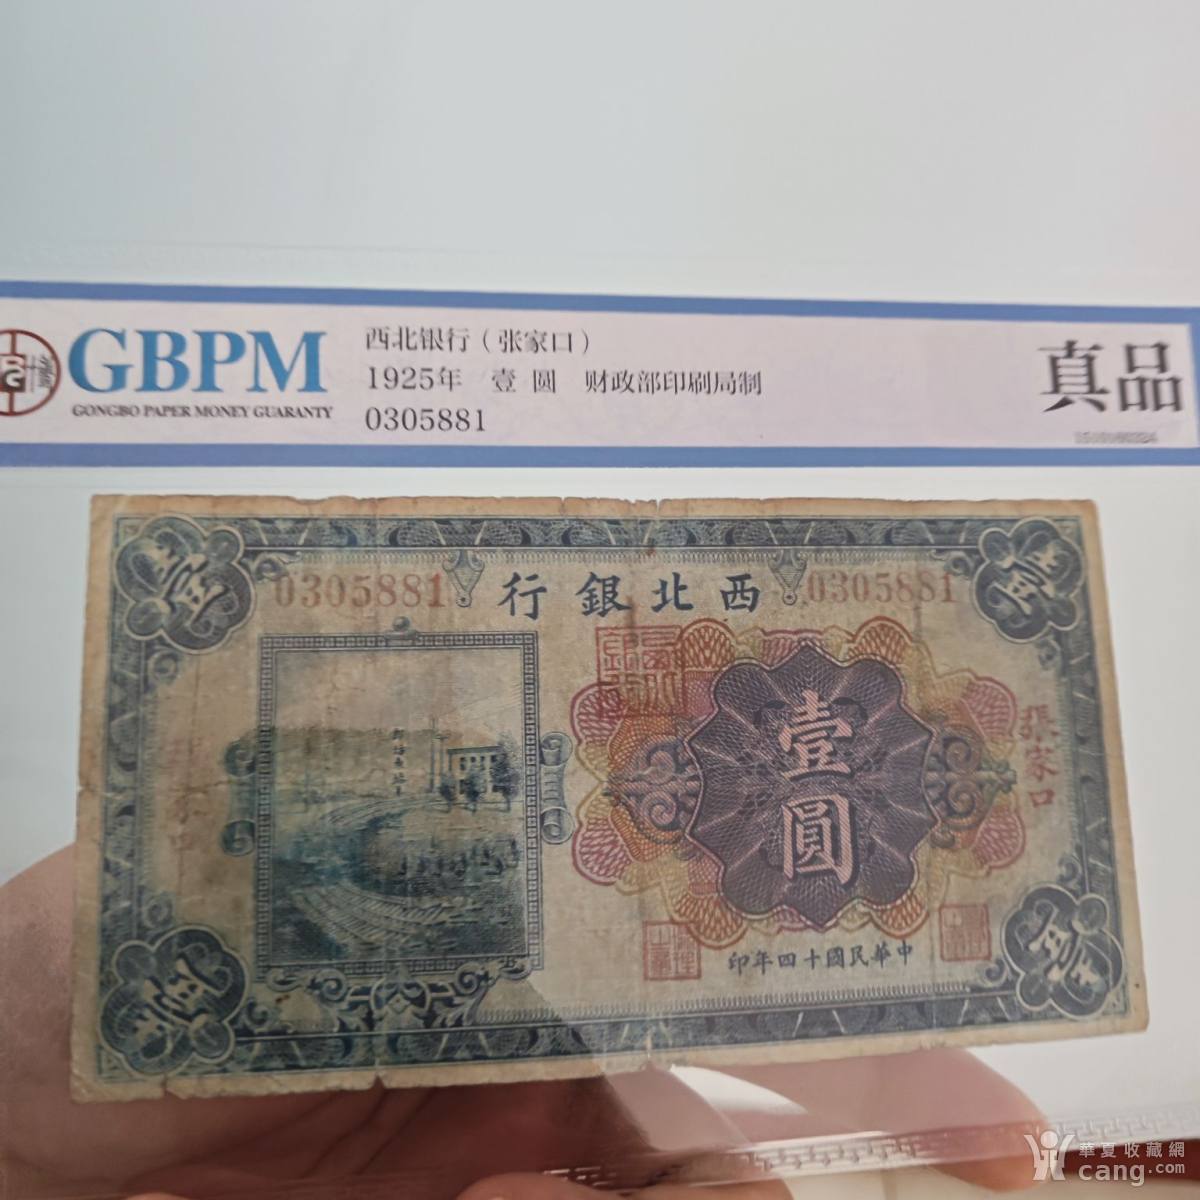 GBPM
GONGBO PAPER MONEY GUARANTY
西北银行（张家口）
1925年 壹 圆 财政部印刷局制
0305881
真品
壹
壹
0305881
行銀北西
0305881
張家口
壹圓
口
印年四十國民華中
壹
華夏收藏網
cang.com